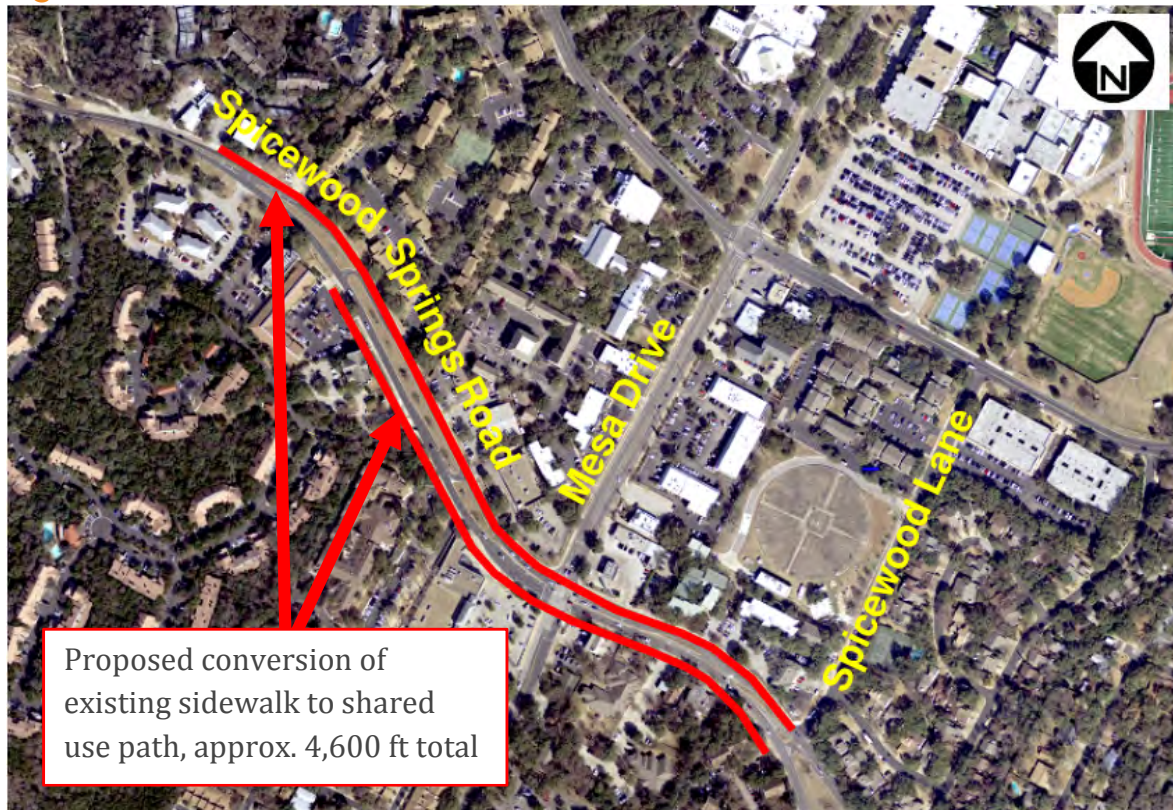 N
Spicewood Springs Road
Mesa Drive
Spicewood Lane
Proposed conversion of
existing sidewalk to shared
use path, approx. 4,600 ft total